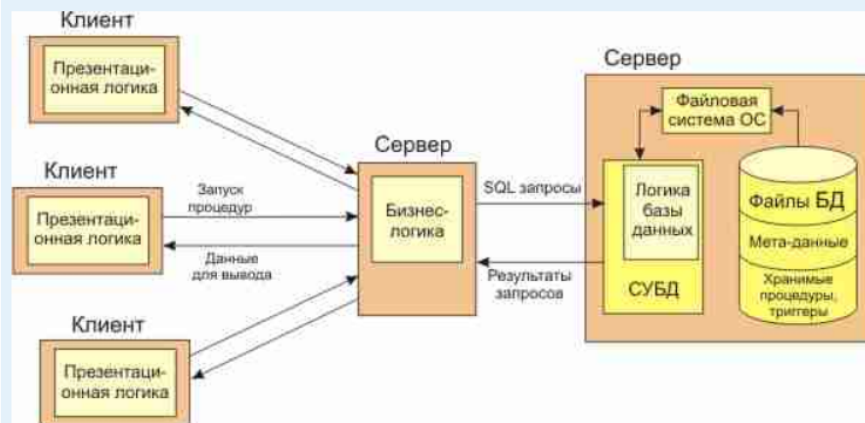 Клиент
Презентаци-
онная логика
Клиент
Презентаци-
онная логика
Клиент
Презентаци-
онная логика
Запуск
процедур
Данные
для вывода
Сервер
Бизнес-
логика
SQL запросы
Результаты
запросов
Сервер
Файловая
система ОС
Логика
базы
данных
СУБД
Файлы БД
Мета-данные
Хранимые
процедуры,
триггеры